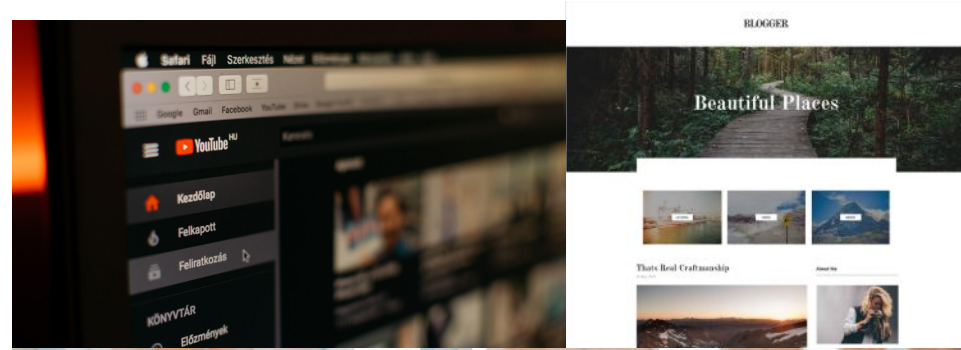 Safari Fájl Szerkesztés Nézet
Google Gmail Facebook YouTube
YouTube HU
Keresés
Kezdőlap
Felkapott
Feliratkozás
KÖNYVTÁR
Előzmények
BLOGGER
Beautiful Places
Thats Real Craftmanship
About Me